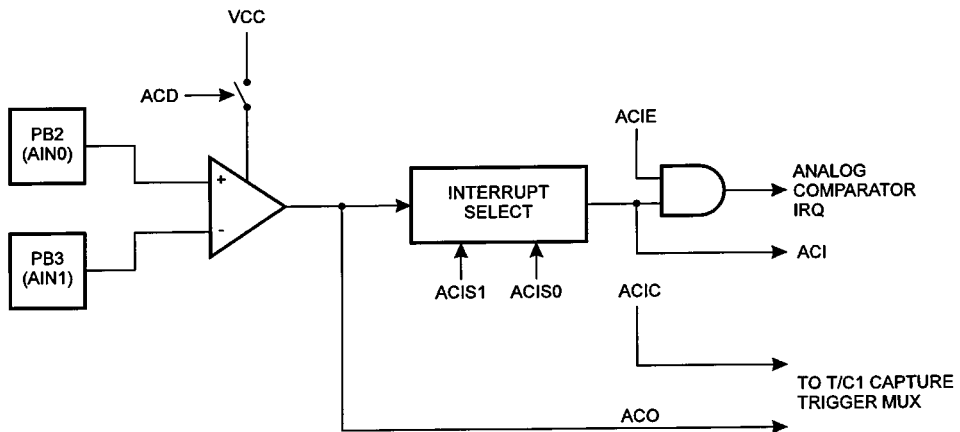 VCC
ACD
PB2
(AIN0)
+
-
PB3
(AIN1)
INTERRUPT
SELECT
ACIS1
ACIS0
ACIE
ANALOG
COMPARATOR
IRQ
ACI
ACIC
TO T/C1 CAPTURE
TRIGGER MUX
ACO